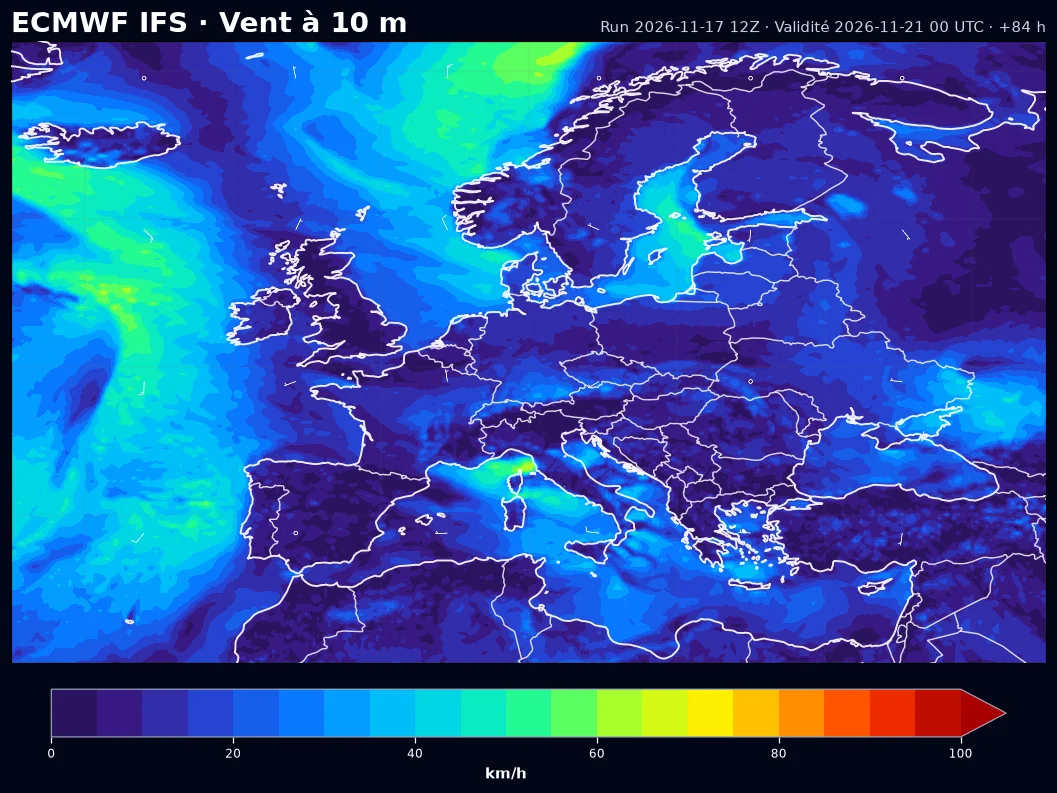 ECMWF IFS · Vent à 10 m
Run 2026-11-17 12Z · Validité 2026-11-21 00 UTC · +84 h
0 20 40 60 80 100
km/h